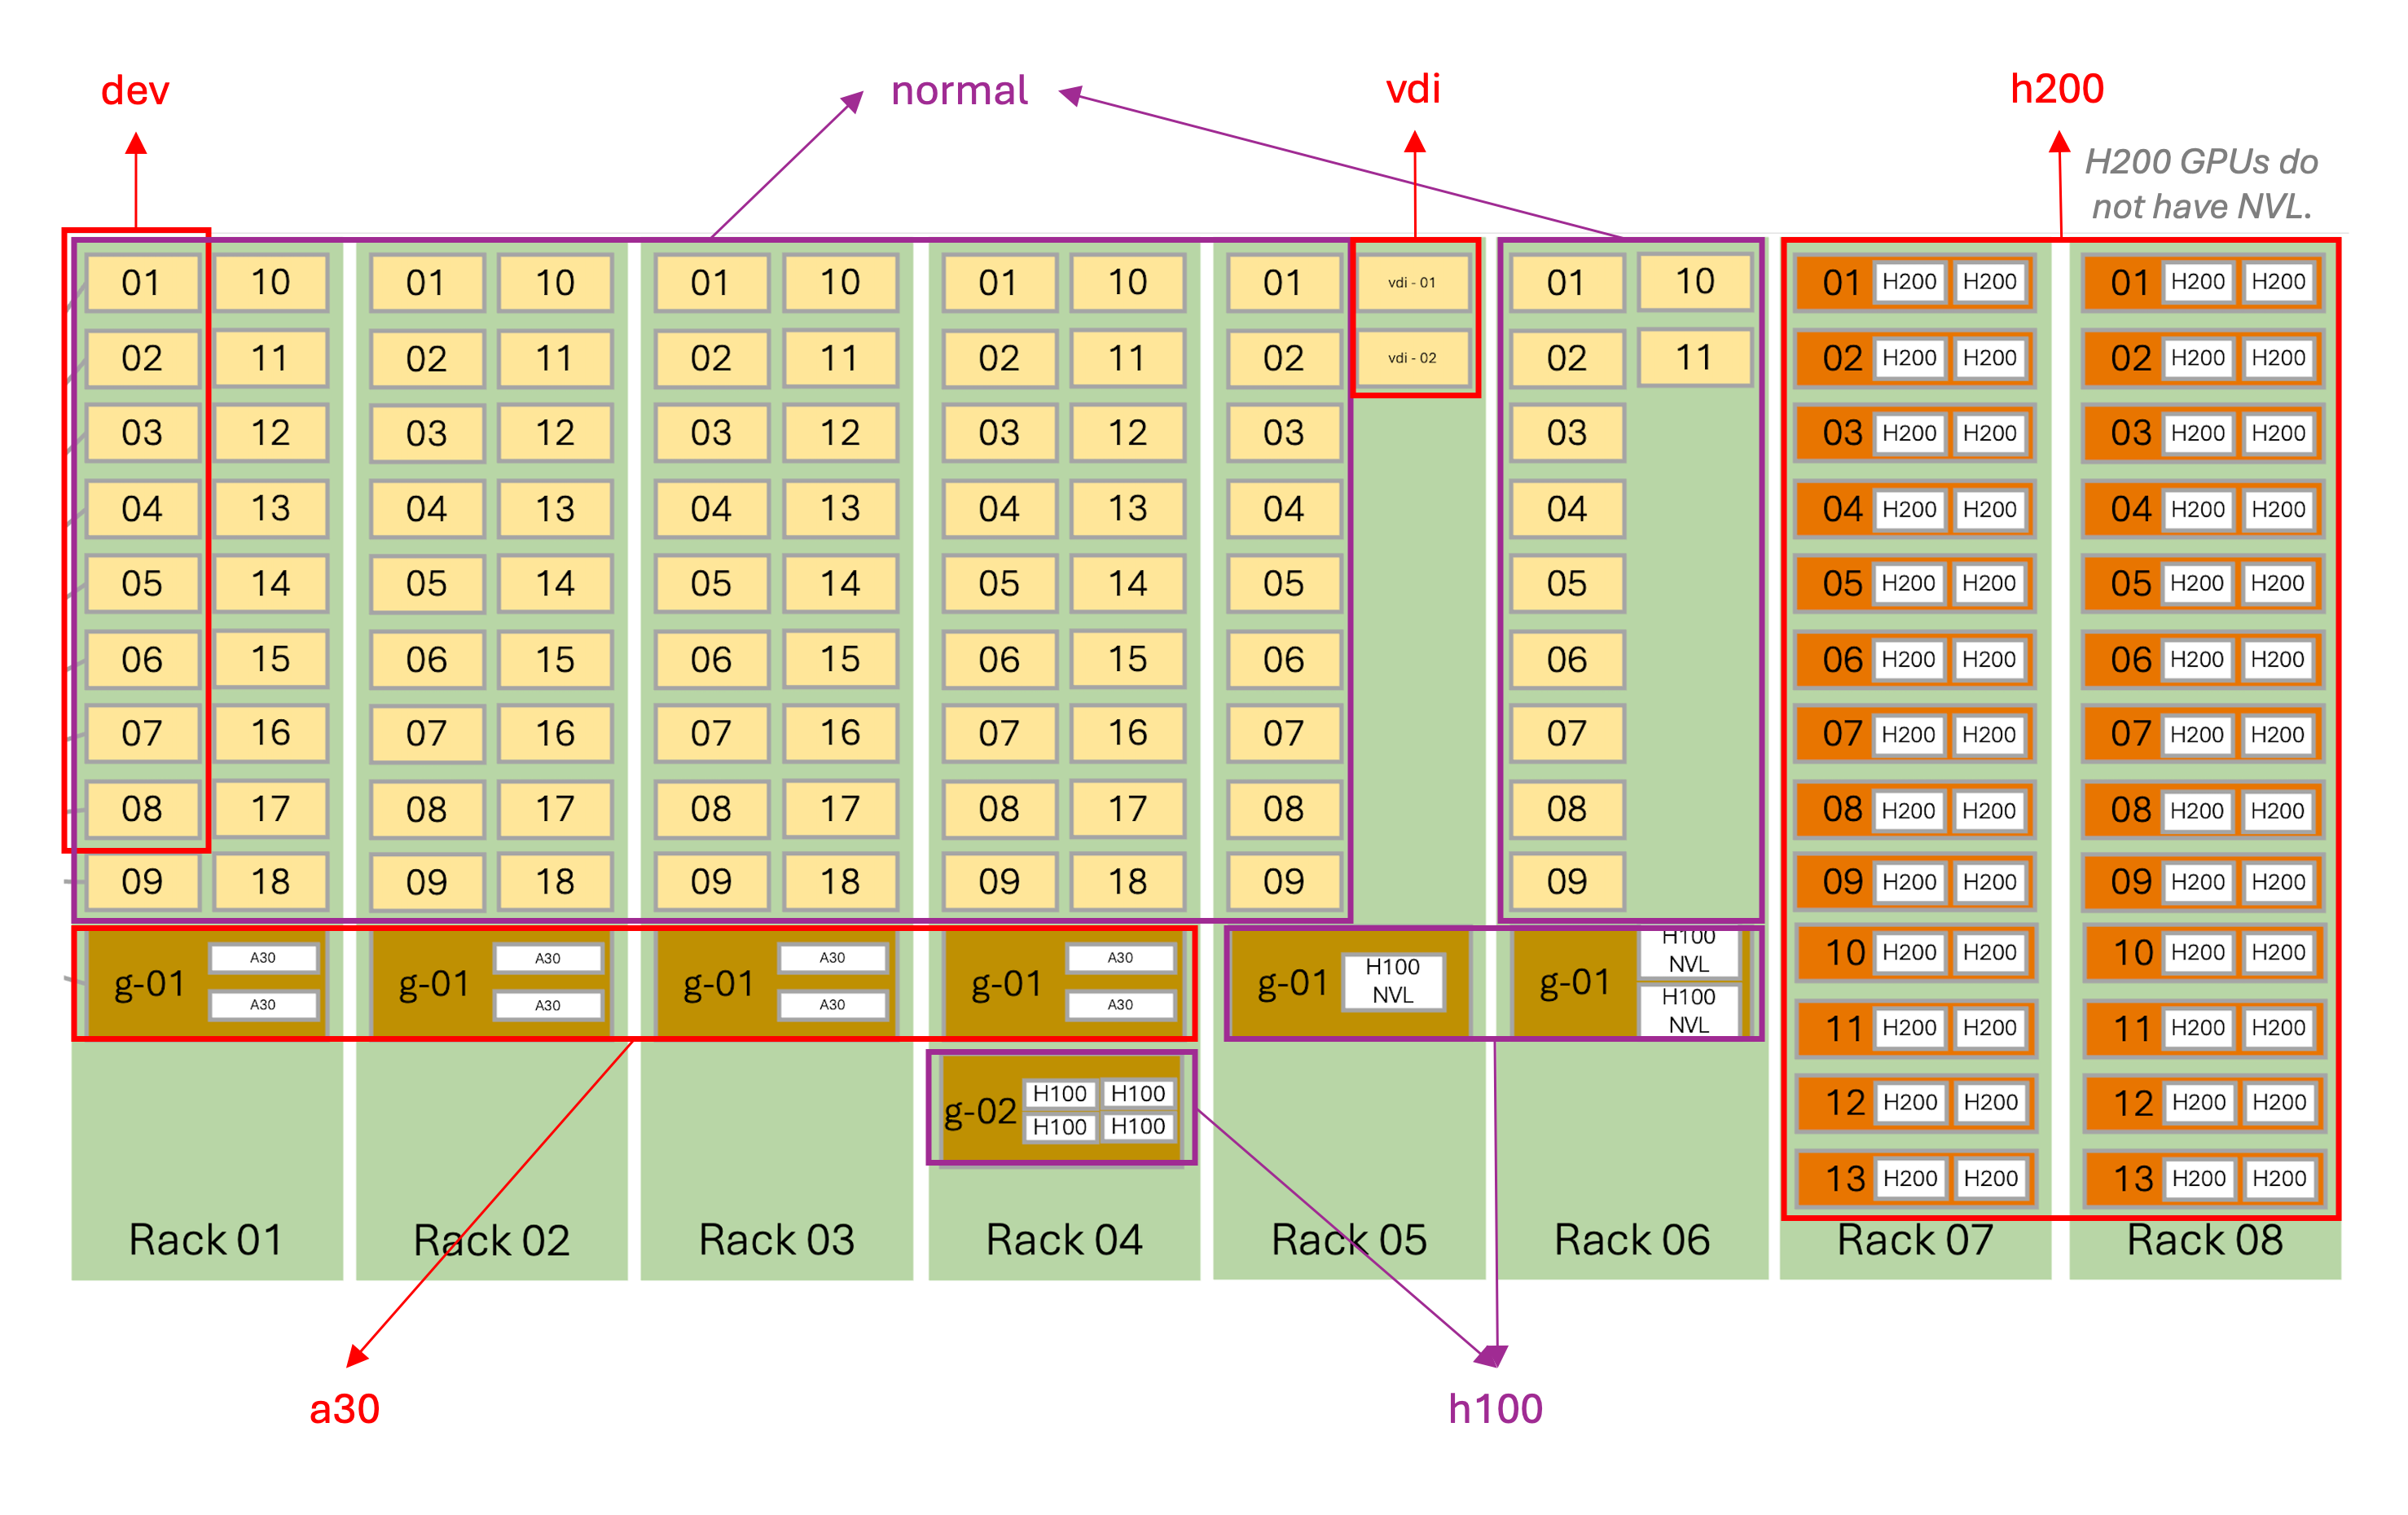 dev
normal
vdi
h200
H200 GPUs do
not have NVL.
01 10 01 10 01 10 01 10 01 vdi - 01 01 10 01 H200 H200 01 H200 H200
02 11 02 11 02 11 02 11 02 vdi - 02 02 11 02 H200 H200 02 H200 H200
03 12 03 12 03 12 03 12 03 03 03 H200 H200 03 H200 H200
04 13 04 13 04 13 04 13 04 04 04 H200 H200 04 H200 H200
05 14 05 14 05 14 05 14 05 05 05 H200 H200 05 H200 H200
06 15 06 15 06 15 06 15 06 06 06 H200 H200 06 H200 H200
07 16 07 16 07 16 07 16 07 07 07 H200 H200 07 H200 H200
08 17 08 17 08 17 08 17 08 08 08 H200 H200 08 H200 H200
09 18 09 18 09 18 09 18 09 09 09 H200 H200 09 H200 H200
g-01 A30 A30
g-01 A30 A30
g-01 A30 A30
g-01 A30 A30
g-01 H100
NVL
g-01 H100
NVL
H100
NVL
10 H200 H200 10 H200 H200
11 H200 H200 11 H200 H200
g-02 H100 H100
H100 H100
12 H200 H200 12 H200 H200
13 H200 H200 13 H200 H200
Rack 01 Rack 02 Rack 03 Rack 04 Rack 05 Rack 06 Rack 07 Rack 08
a30
h100